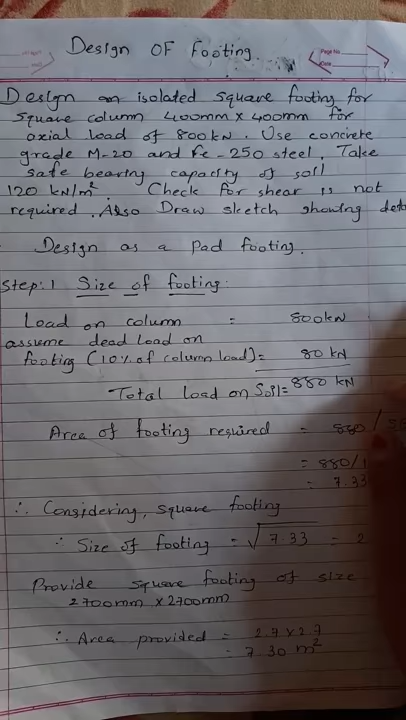 Design OF Footing
Page No
Date
Design an isolated square footing for
square column 400mm x 400mm for
axial load of 800kN. Use concrete
grade M-20 and Fe-250 steel. Take
safe bearing capacity of soil
120 kN/m². Check for shear is not
required. Also Draw sketch showing deta
Design as a Pad footing.
Step:1 Size of footing:
Load on column = 800kN
assume dead load on
footing (10% of column load) = 80 kN
Total load on Soil = 880 kN
Area of footing required = 880/
= 880/1
= 7.33
∴ Considering, square footing
∴ Size of footing = √7.33 = 2
Provide square footing of size
2700mm x 2700mm
∴ Area provided = 2.7 x 2.7
= 7.30 m²